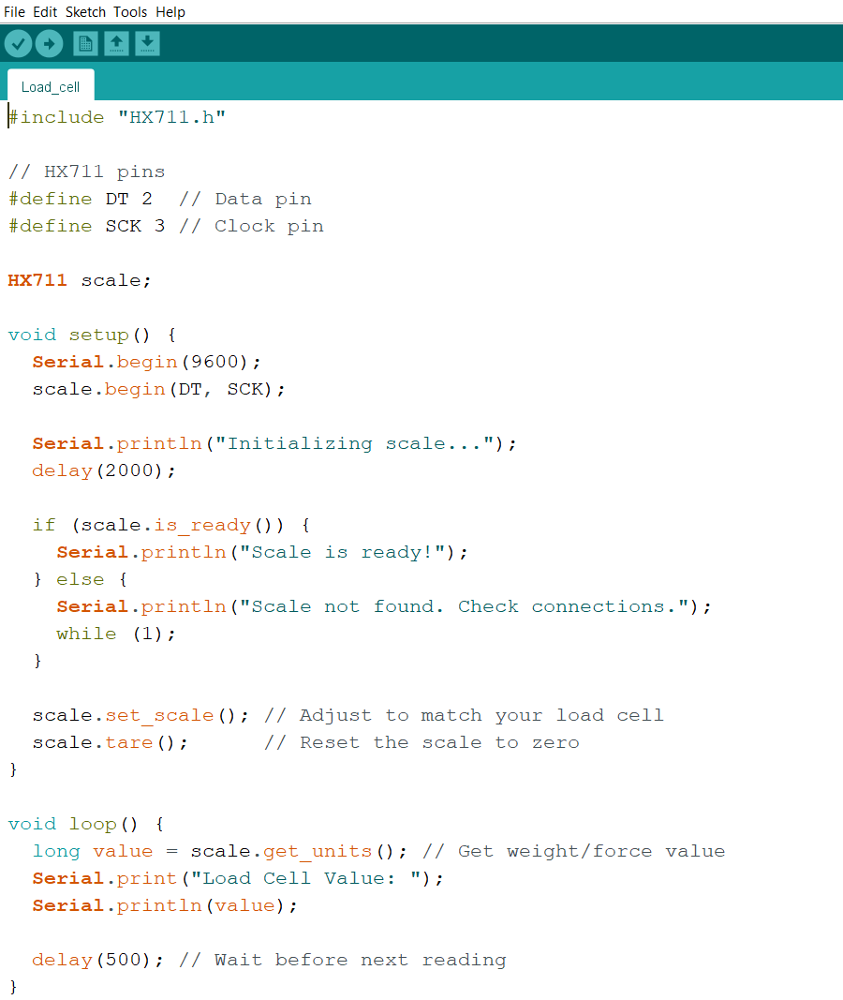 File Edit Sketch Tools Help
Load_cell
#include "HX711.h"
// HX711 pins
#define DT 2  // Data pin
#define SCK 3 // Clock pin
HX711 scale;
void setup() {
  Serial.begin(9600);
  scale.begin(DT, SCK);
  Serial.println("Initializing scale...");
  delay(2000);
  if (scale.is_ready()) {
    Serial.println("Scale is ready!");
  } else {
    Serial.println("Scale not found. Check connections.");
    while (1);
  }
  scale.set_scale(); // Adjust to match your load cell
  scale.tare();      // Reset the scale to zero
}
void loop() {
  long value = scale.get_units(); // Get weight/force value
  Serial.print("Load Cell Value: ");
  Serial.println(value);
  delay(500); // Wait before next reading
}